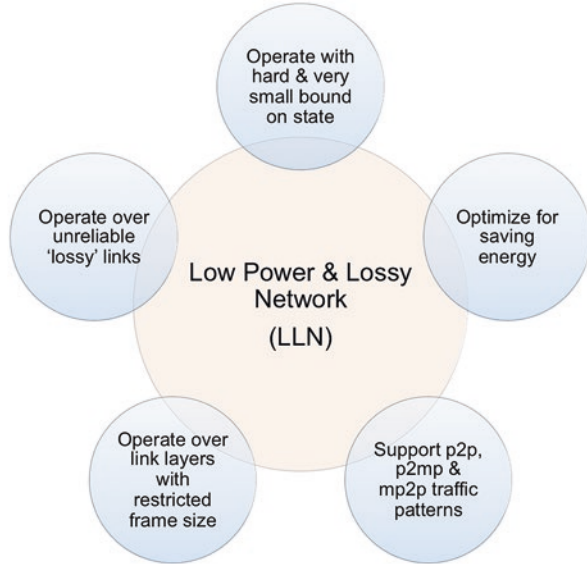 Operate with
hard & very
small bound
on state
Operate over
unreliable
‘lossy’ links
Optimize for
saving
energy
Low Power & Lossy
Network
(LLN)
Operate over
link layers
with
restricted
frame size
Support p2p,
p2mp &
mp2p traffic
patterns